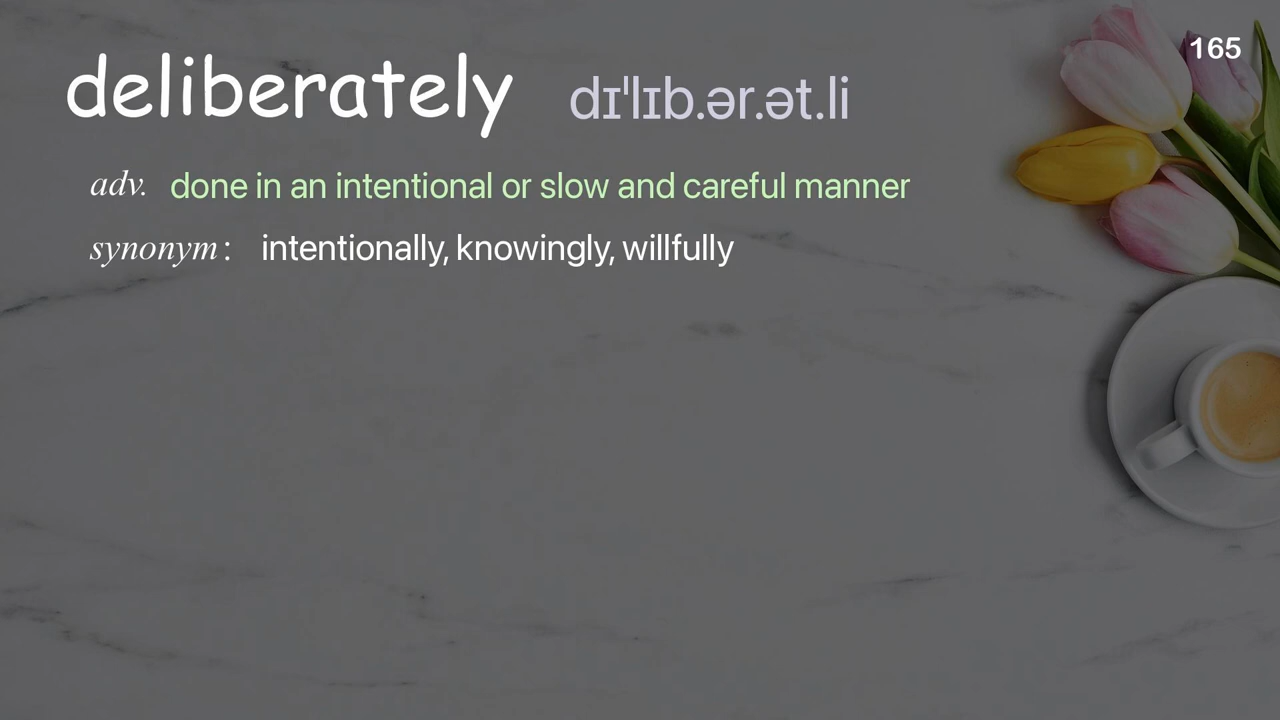 165
deliberately dɪˈlɪb.ər.ət.li
adv. done in an intentional or slow and careful manner
synonym : intentionally, knowingly, willfully